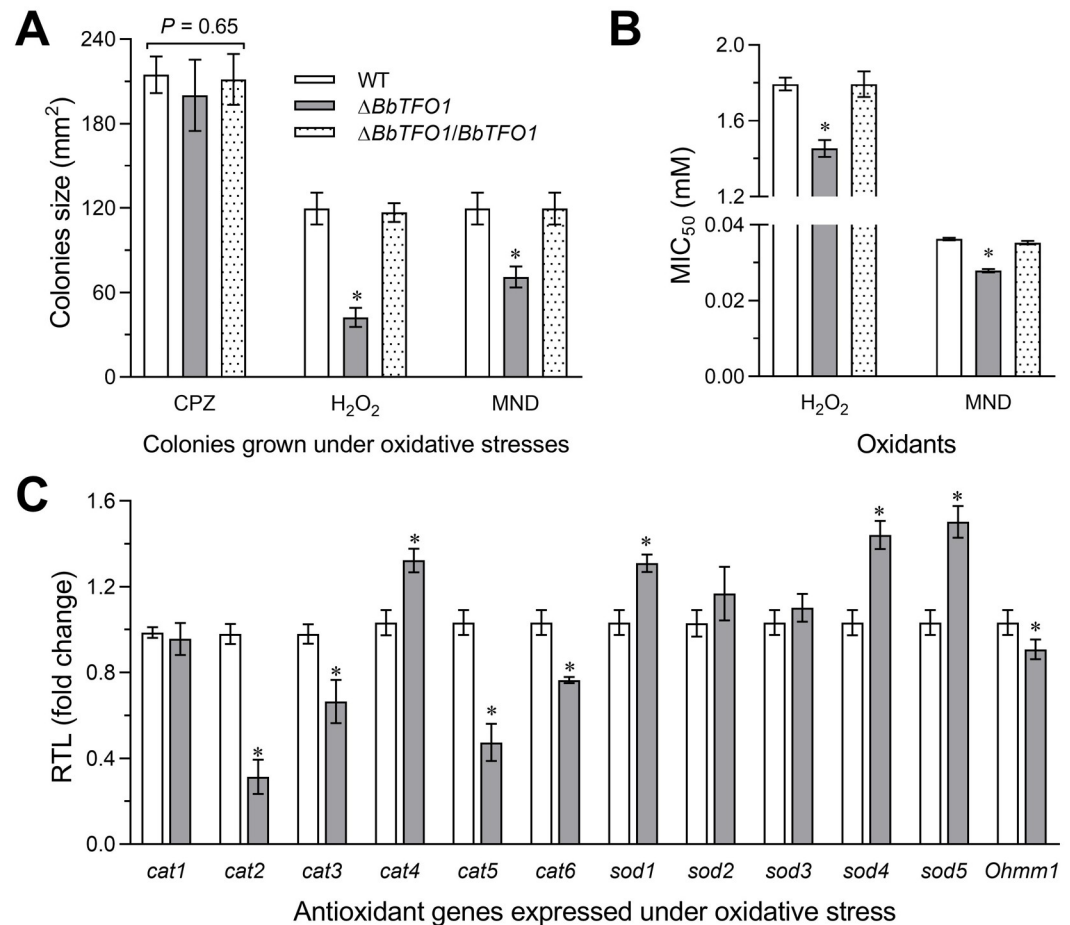 A
P = 0.65
WT
ΔBbTFO1
ΔBbTFO1/BbTFO1
Colonies size (mm²)
240
180
120
60
0
*
*
CPZ
H₂O₂
MND
Colonies grown under oxidative stresses
B
MIC₅₀ (mM)
2.0
1.6
1.2
0.04
0.02
0.00
*
*
H₂O₂
MND
Oxidants
C
RTL (fold change)
1.6
1.2
0.8
0.4
0.0
*
*
*
*
*
*
*
*
*
cat1
cat2
cat3
cat4
cat5
cat6
sod1
sod2
sod3
sod4
sod5
Ohmm1
Antioxidant genes expressed under oxidative stress